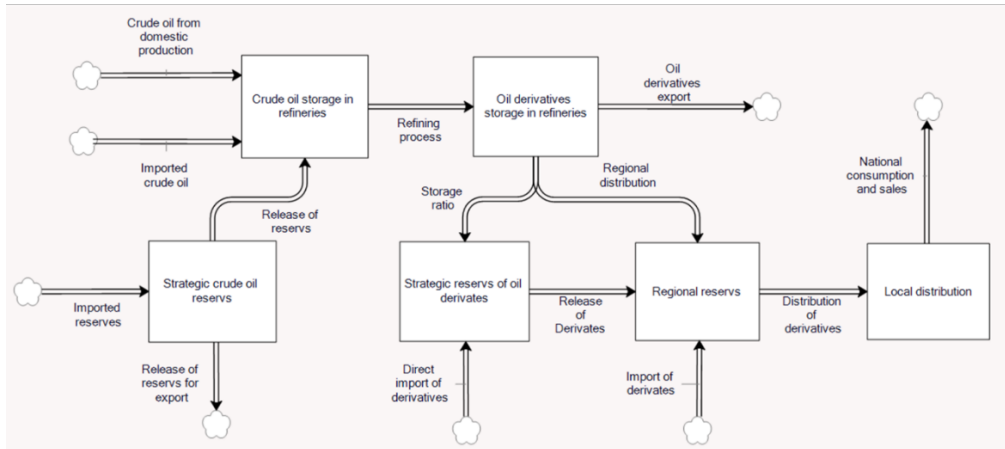 Crude oil from
domestic
production
Crude oil storage in
refineries
Oil derivatives
storage in refineries
Oil
derivatives
export
Refining
process
Imported
crude oil
National
consumption
and sales
Storage
ratio
Regional
distribution
Release of
reservs
Strategic crude oil
reservs
Strategic reservs of oil
derivates
Regional reservs
Local distribution
Imported
reserves
Release
of
Derivates
Distribution
of
derivatives
Release of
reservs for
export
Direct
import of
derivatives
Import of
derivates